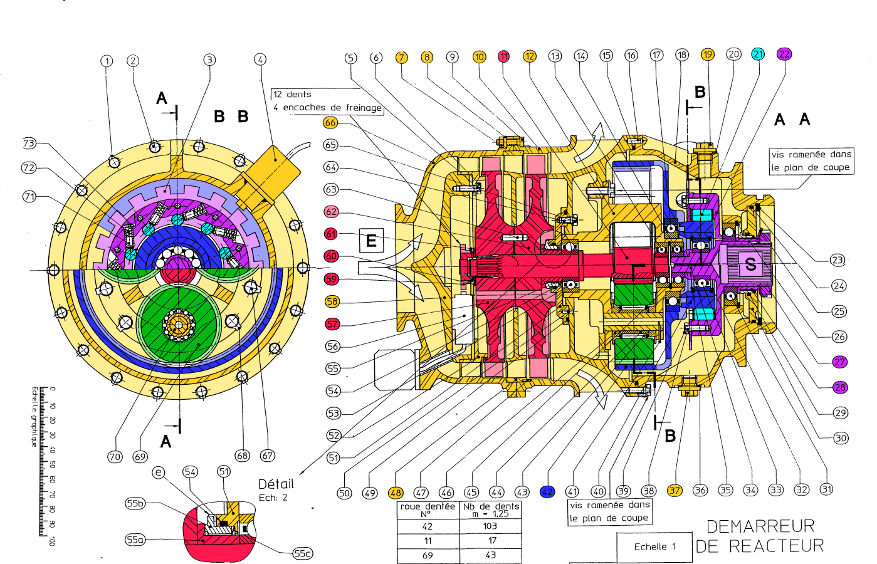 1 2 3 4 5 6 7 8 9 10 11 12 13 14 15 16 17 18 19 20 21 22
A
B B
12 dents
4 encoches de freinage
B
A A
vis ramenée dans
le plan de coupe
73
72
71
66
65
64
63
62
61
60
59
58
57
56
55
54
53
52
51
E
S
23
24
25
26
27
28
29
30
A
B
70 69 68 67
50 49 48 47 46 45 44 43 42 41 40 39 38 37 36 35 34 33 32 31
Echelle graphique
0 10 20 30 40 50 60 70 80 90 100
e 54 51
55b
55a
55c
Détail
Ech: 2
roue dentée N° Nb de dents m = 1,25
42 103
11 17
69 43
vis ramenée dans
le plan de coupe
Echelle 1
DEMARREUR
DE REACTEUR